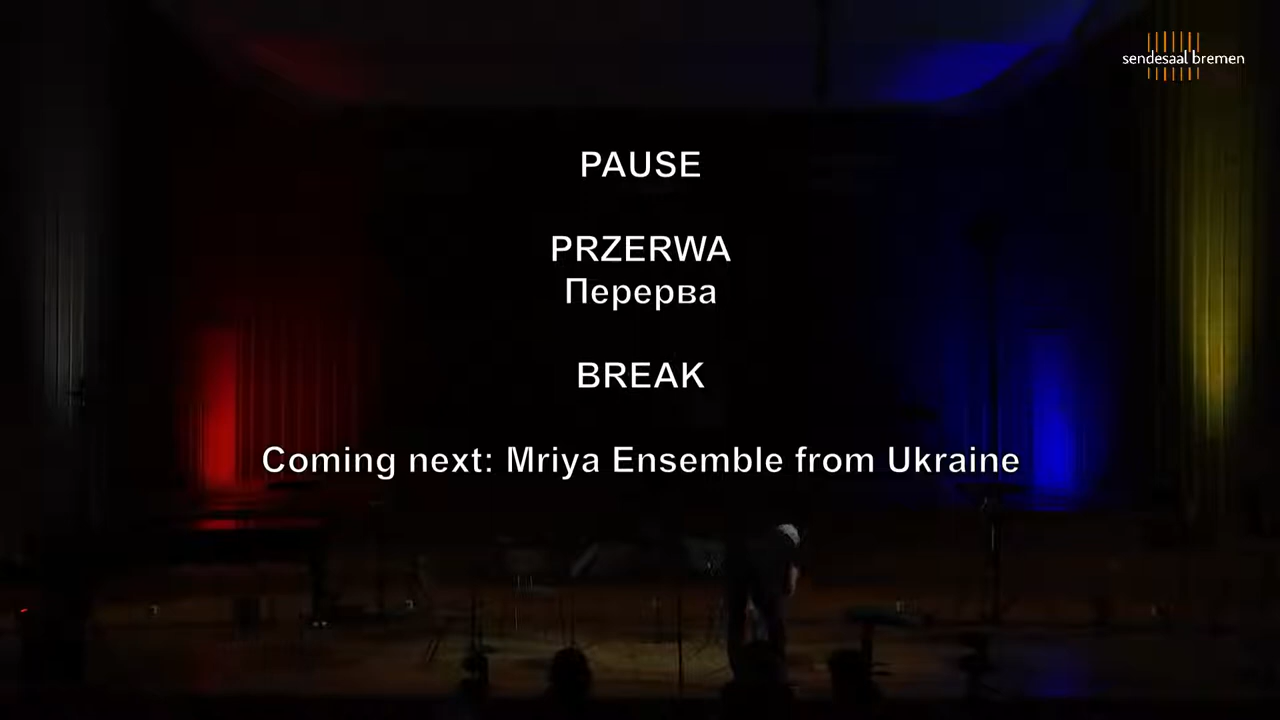 sendesaal bremen
PAUSE
PRZERWA
Перерва
BREAK
Coming next: Mriya Ensemble from Ukraine